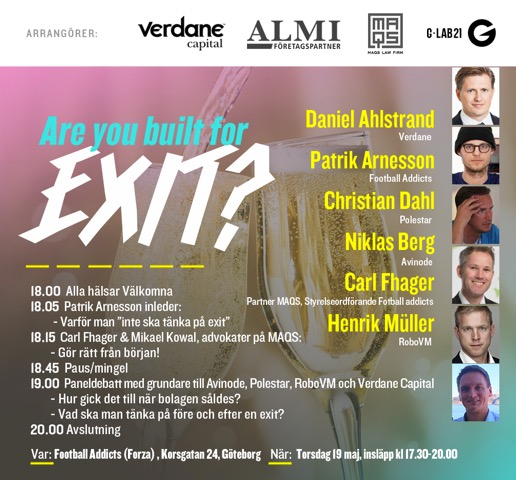 ARRANGÖRER:
verdane
capital
ALMI
FÖRETAGSPARTNER
MAQS
MAQS LAW FIRM
G-LAB21
G
Are you built for
EXIT?
Daniel Ahlstrand
Verdane
Patrik Arnesson
Football Addicts
Christian Dahl
Polestar
Niklas Berg
Avinode
Carl Fhager
Partner MAQS, Styrelseordförande Fotball addicts
Henrik Müller
RoboVM
18.00 Alla hälsar Välkomna
18.05 Patrik Arnesson inleder:
- Varför man "inte ska tänka på exit"
18.15 Carl Fhager & Mikael Kowal, advokater på MAQS:
- Gör rätt från början!
18.45 Paus/mingel
19.00 Paneldebatt med grundare till Avinode, Polestar, RoboVM och Verdane Capital
- Hur gick det till när bolagen såldes?
- Vad ska man tänka på före och efter en exit?
20.00 Avslutning
Var: Football Addicts (Forza) , Korsgatan 24, Göteborg När: Torsdag 19 maj, insläpp kl 17.30-20.00